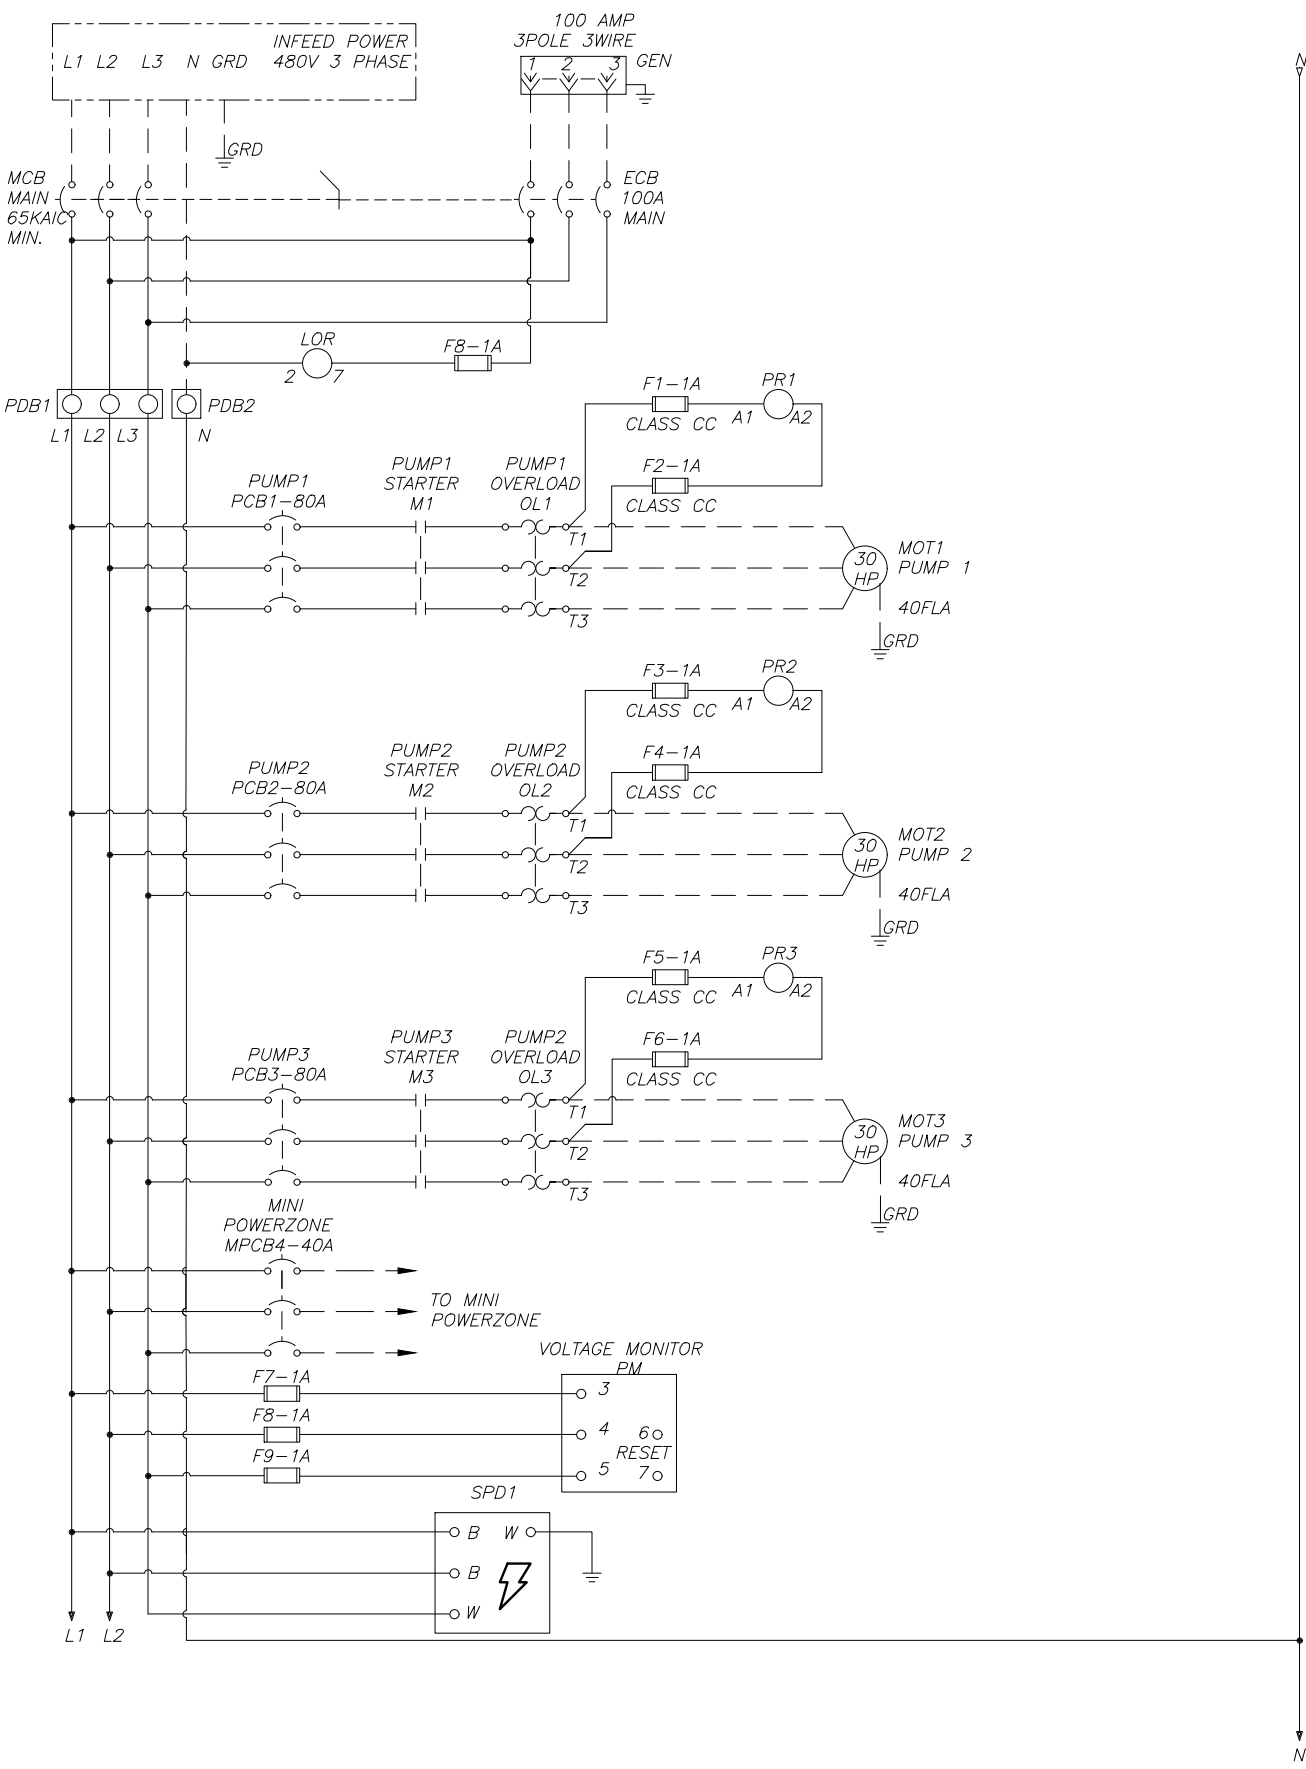 100 AMP
3POLE 3WIRE
GEN
1 2 3
INFEED POWER
480V 3 PHASE
L1 L2 L3 N GRD
N
GRD
MCB
MAIN
65KAIC
MIN.
ECB
100A
MAIN
LOR
2 7
F8-1A
PDB1
PDB2
L1 L2 L3 N
F1-1A
CLASS CC
PR1
A1 A2
F2-1A
CLASS CC
PUMP1
PCB1-80A
PUMP1
STARTER
M1
PUMP1
OVERLOAD
OL1
T1
T2
T3
30
HP
MOT1
PUMP 1
40FLA
GRD
F3-1A
CLASS CC
PR2
A1 A2
F4-1A
CLASS CC
PUMP2
PCB2-80A
PUMP2
STARTER
M2
PUMP2
OVERLOAD
OL2
T1
T2
T3
30
HP
MOT2
PUMP 2
40FLA
GRD
F5-1A
CLASS CC
PR3
A1 A2
F6-1A
CLASS CC
PUMP3
PCB3-80A
PUMP3
STARTER
M3
PUMP2
OVERLOAD
OL3
T1
T2
T3
30
HP
MOT3
PUMP 3
40FLA
GRD
MINI
POWERZONE
MPCB4-40A
TO MINI
POWERZONE
VOLTAGE MONITOR
PM
F7-1A
3
F8-1A
4 6
RESET
F9-1A
5 7
SPD1
B W
B
W
L1 L2
N